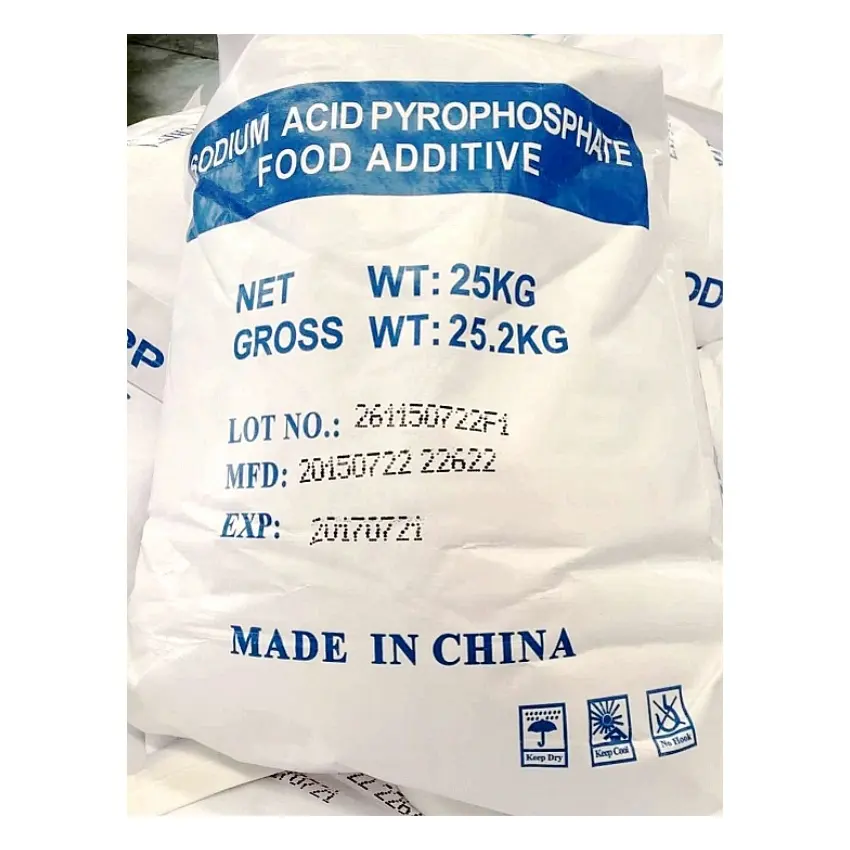 SODIUM ACID PYROPHOSPHATE
FOOD ADDITIVE
NET WT: 25KG
GROSS WT: 25.2KG
LOT NO.: 261150722F1
MFD: 20150722 22622
EXP: 20170721
MADE IN CHINA
Keep Dry
Keep Cool
No Hook